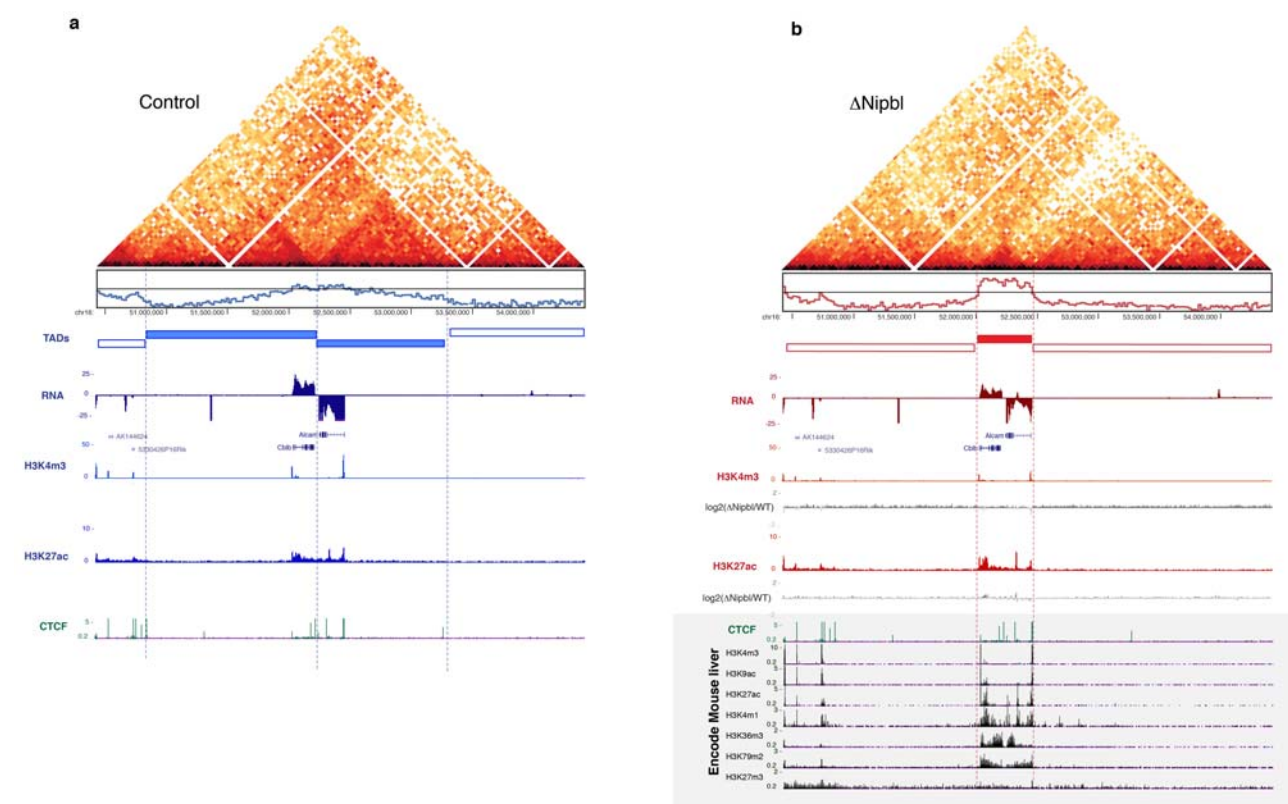 a
Control
chr16:
51,000,000
51,500,000
52,000,000
52,500,000
53,000,000
53,500,000
54,000,000
TADs
25
RNA
0
-25
AK144624
Alcam
5330426P16Rik
Cblb
50
H3K4m3
0
10
H3K27ac
0
5
CTCF
0.2
b
ΔNipbl
chr16:
51,000,000
51,500,000
52,000,000
52,500,000
53,000,000
53,500,000
54,000,000
25
RNA
0
-25
AK144624
Alcam
5330426P16Rik
Cblb
50
H3K4m3
0
2
log2(ΔNipbl/WT)
10
H3K27ac
0
2
log2(ΔNipbl/WT)
Encode Mouse liver
CTCF
5
0.2
H3K4m3
10
0.2
H3K9ac
5
0.2
H3K27ac
5
0.2
H3K4m1
3
0.2
H3K36m3
2
0.2
H3K79m2
0.2
H3K27m3
0.2